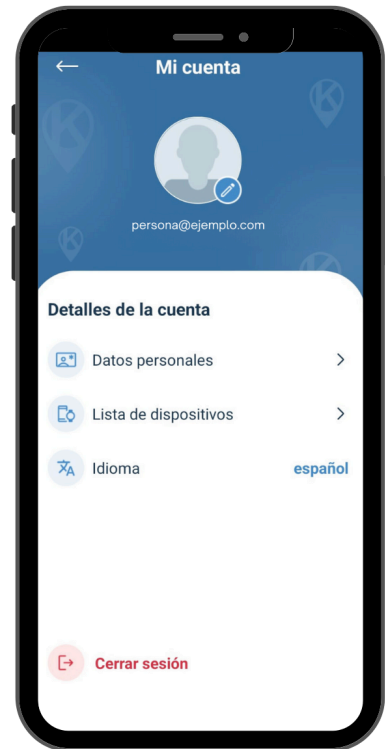 Mi cuenta
persona@ejemplo.com
Detalles de la cuenta
Datos personales
Lista de dispositivos
Idioma español
Cerrar sesión